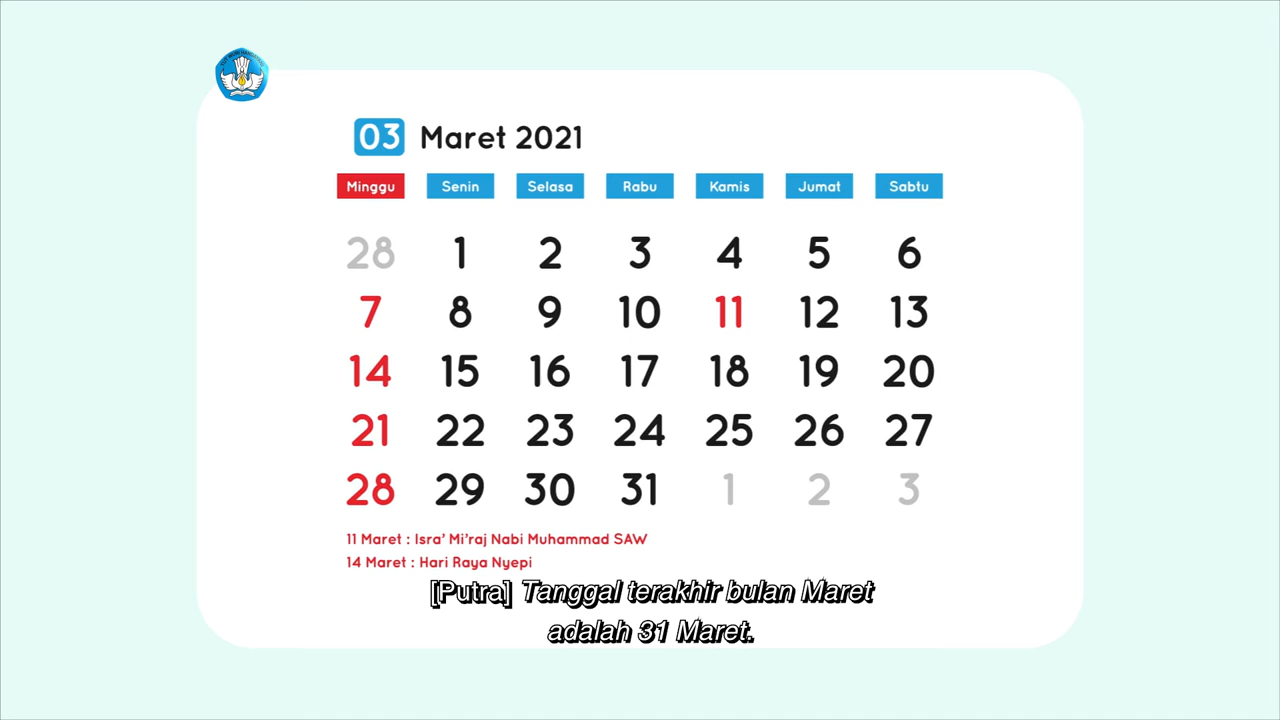 03 Maret 2021
Minggu Senin Selasa Rabu Kamis Jumat Sabtu
28 1 2 3 4 5 6
7 8 9 10 11 12 13
14 15 16 17 18 19 20
21 22 23 24 25 26 27
28 29 30 31 1 2 3
11 Maret : Isra' Mi'raj Nabi Muhammad SAW
14 Maret : Hari Raya Nyepi
[Putra] Tanggal terakhir bulan Maret
adalah 31 Maret.